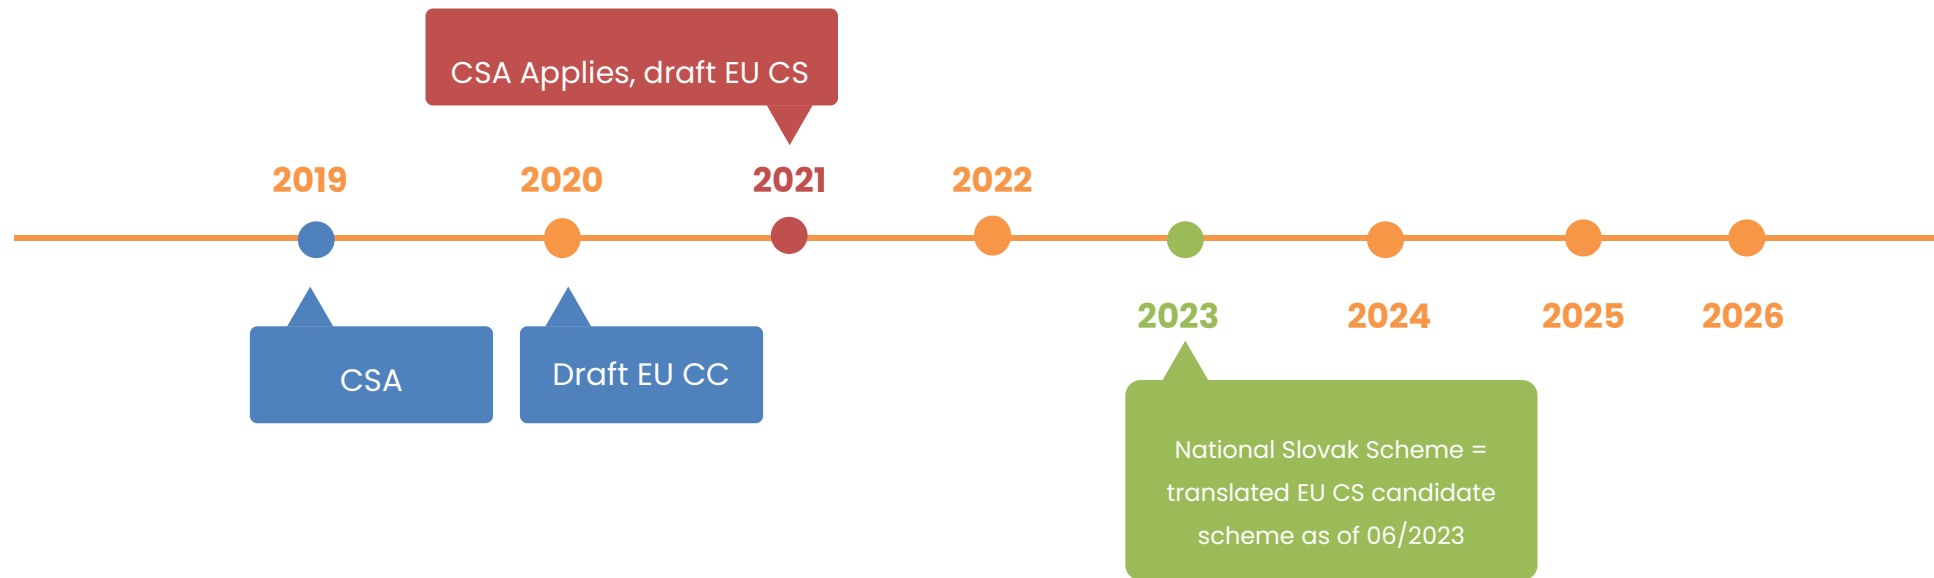 CSA Applies, draft EU CS
2019
2020
2021
2022
2023
2024
2025
2026
CSA
Draft EU CC
National Slovak Scheme =
translated EU CS candidate
scheme as of 06/2023